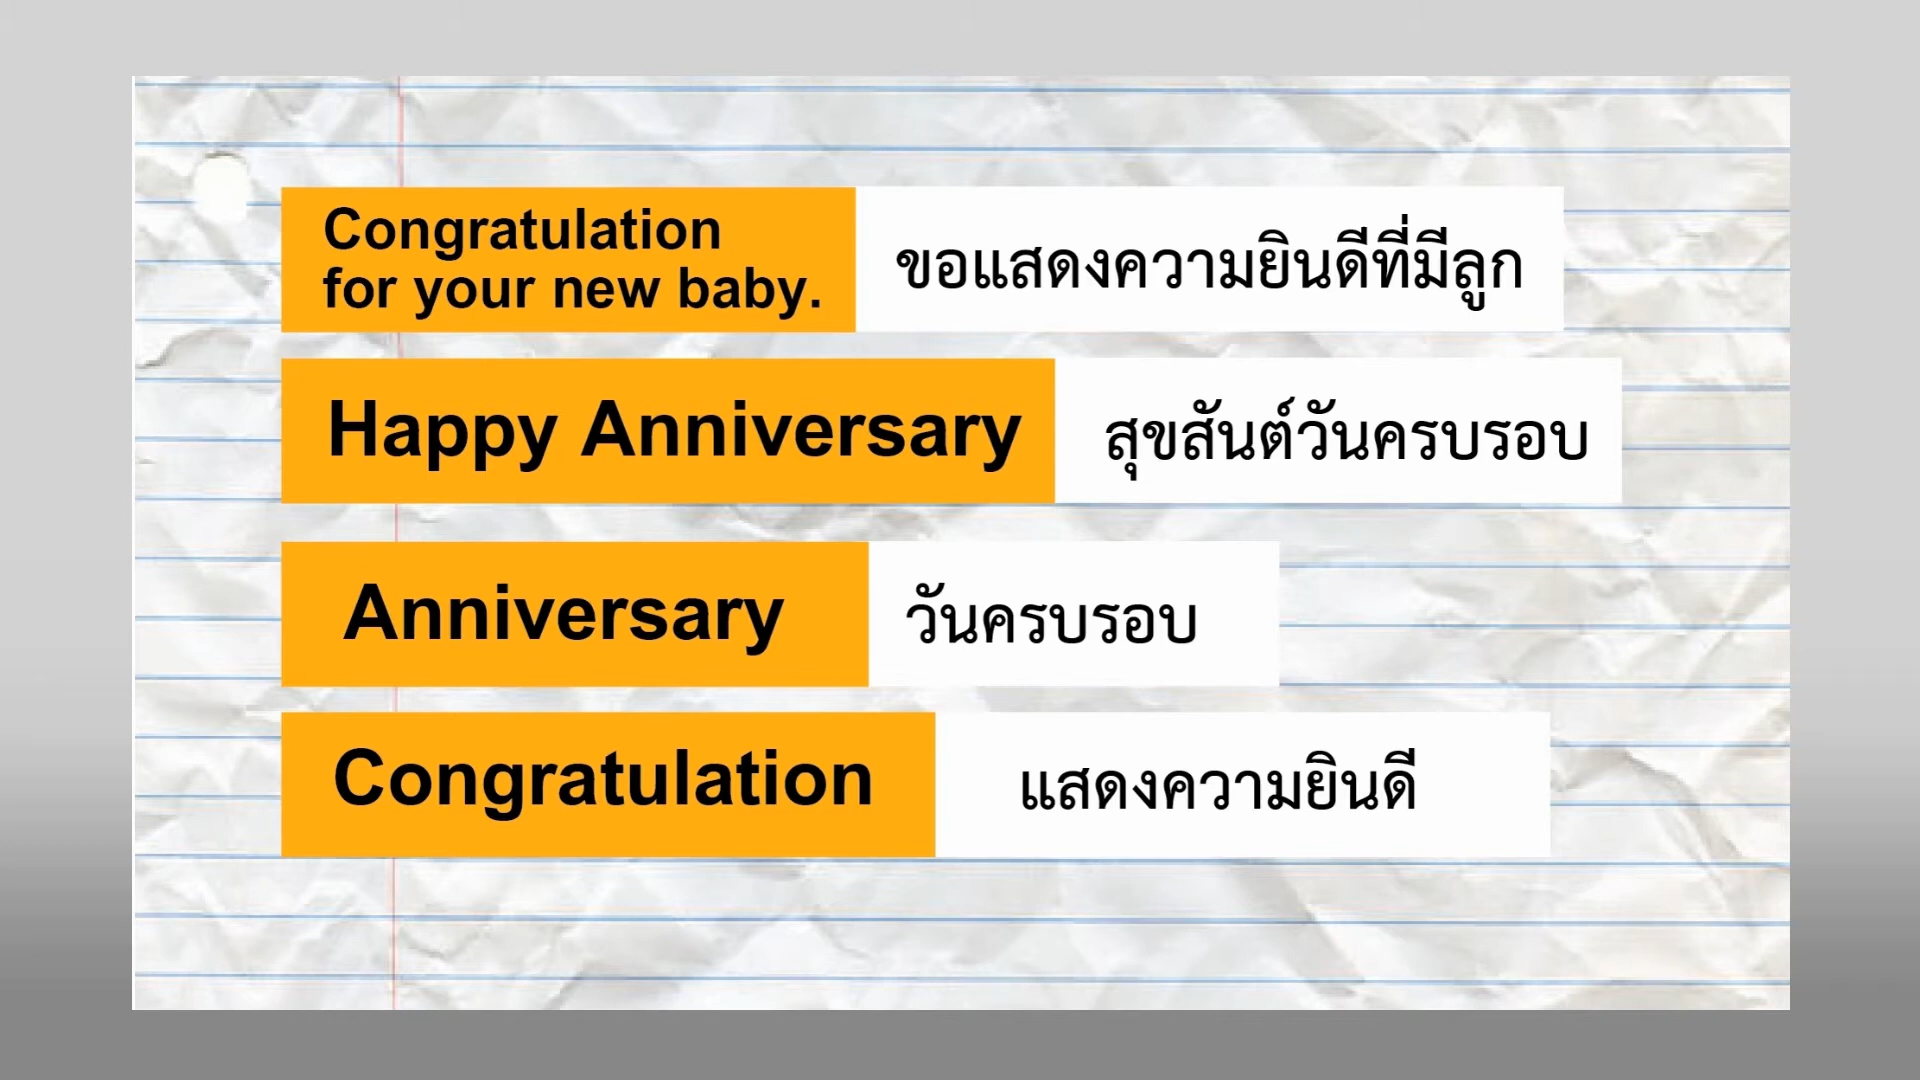 Congratulation
for your new baby.
ขอแสดงความยินดีที่มีลูก
Happy Anniversary
สุขสันต์วันครบรอบ
Anniversary
วันครบรอบ
Congratulation
แสดงความยินดี